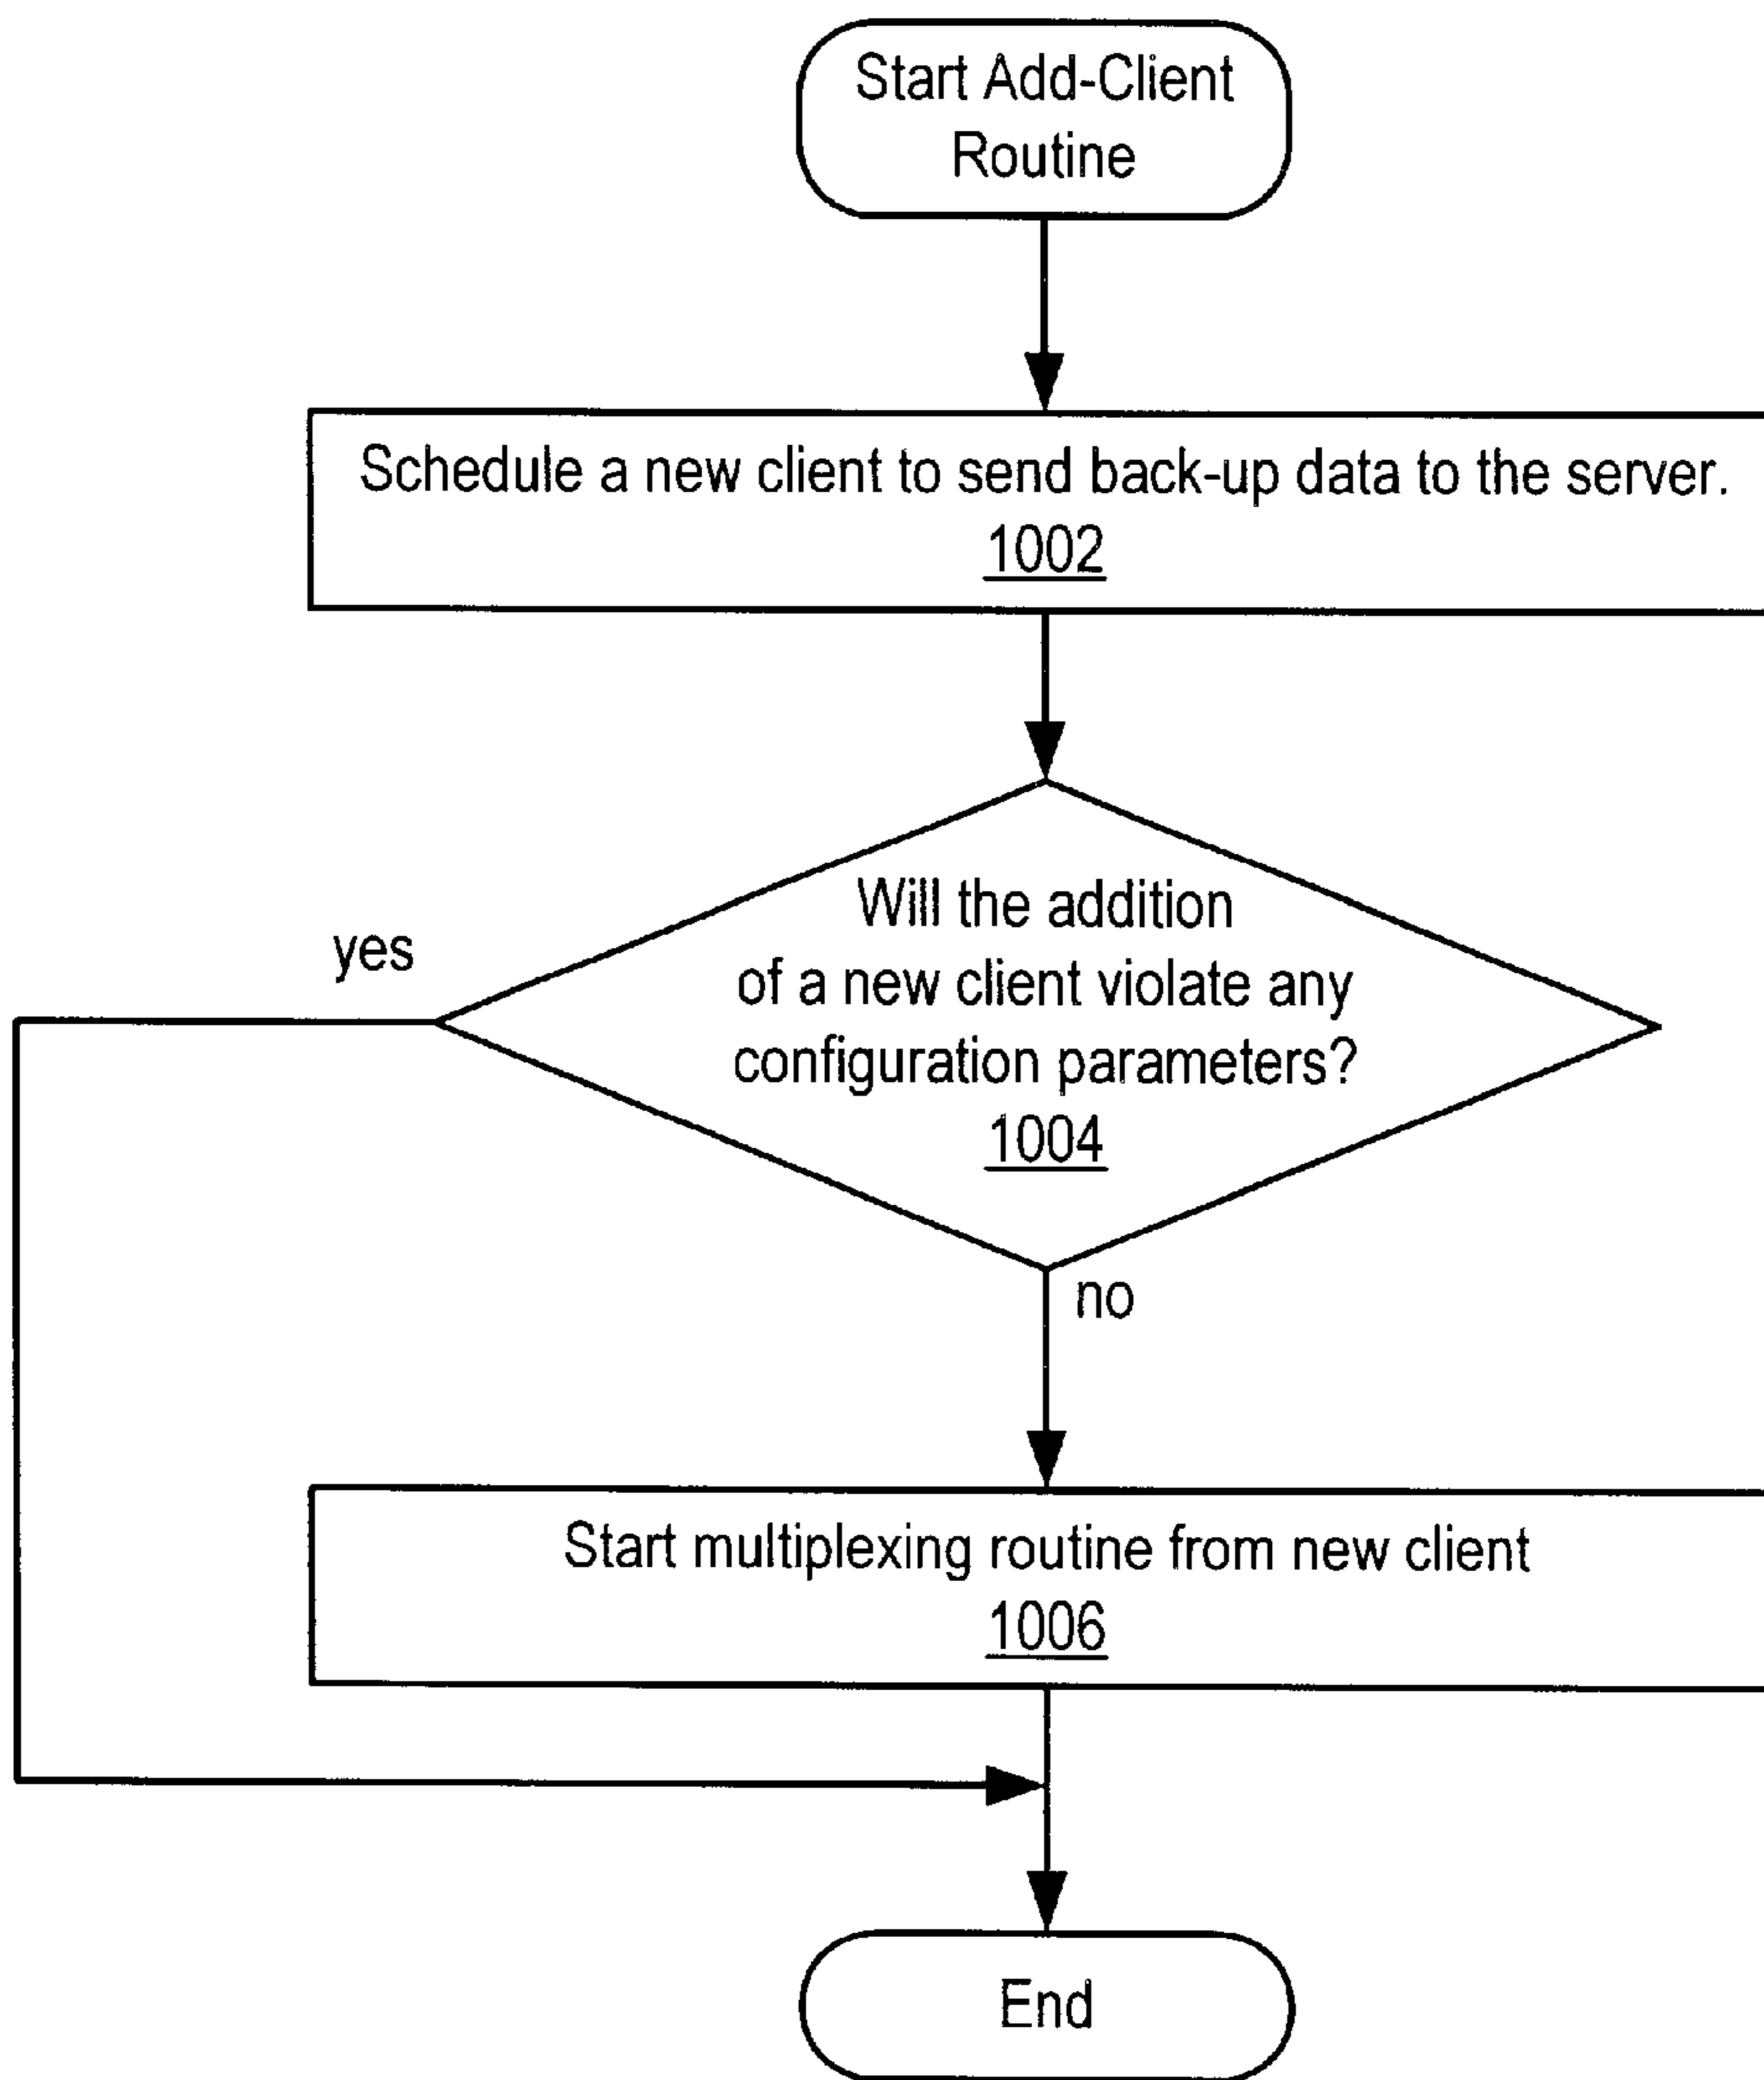 Start Add-Client
Routine
Schedule a new client to send back-up data to the server.
1002
Will the addition
of a new client violate any
configuration parameters?
1004
yes
no
Start multiplexing routine from new client
1006
End